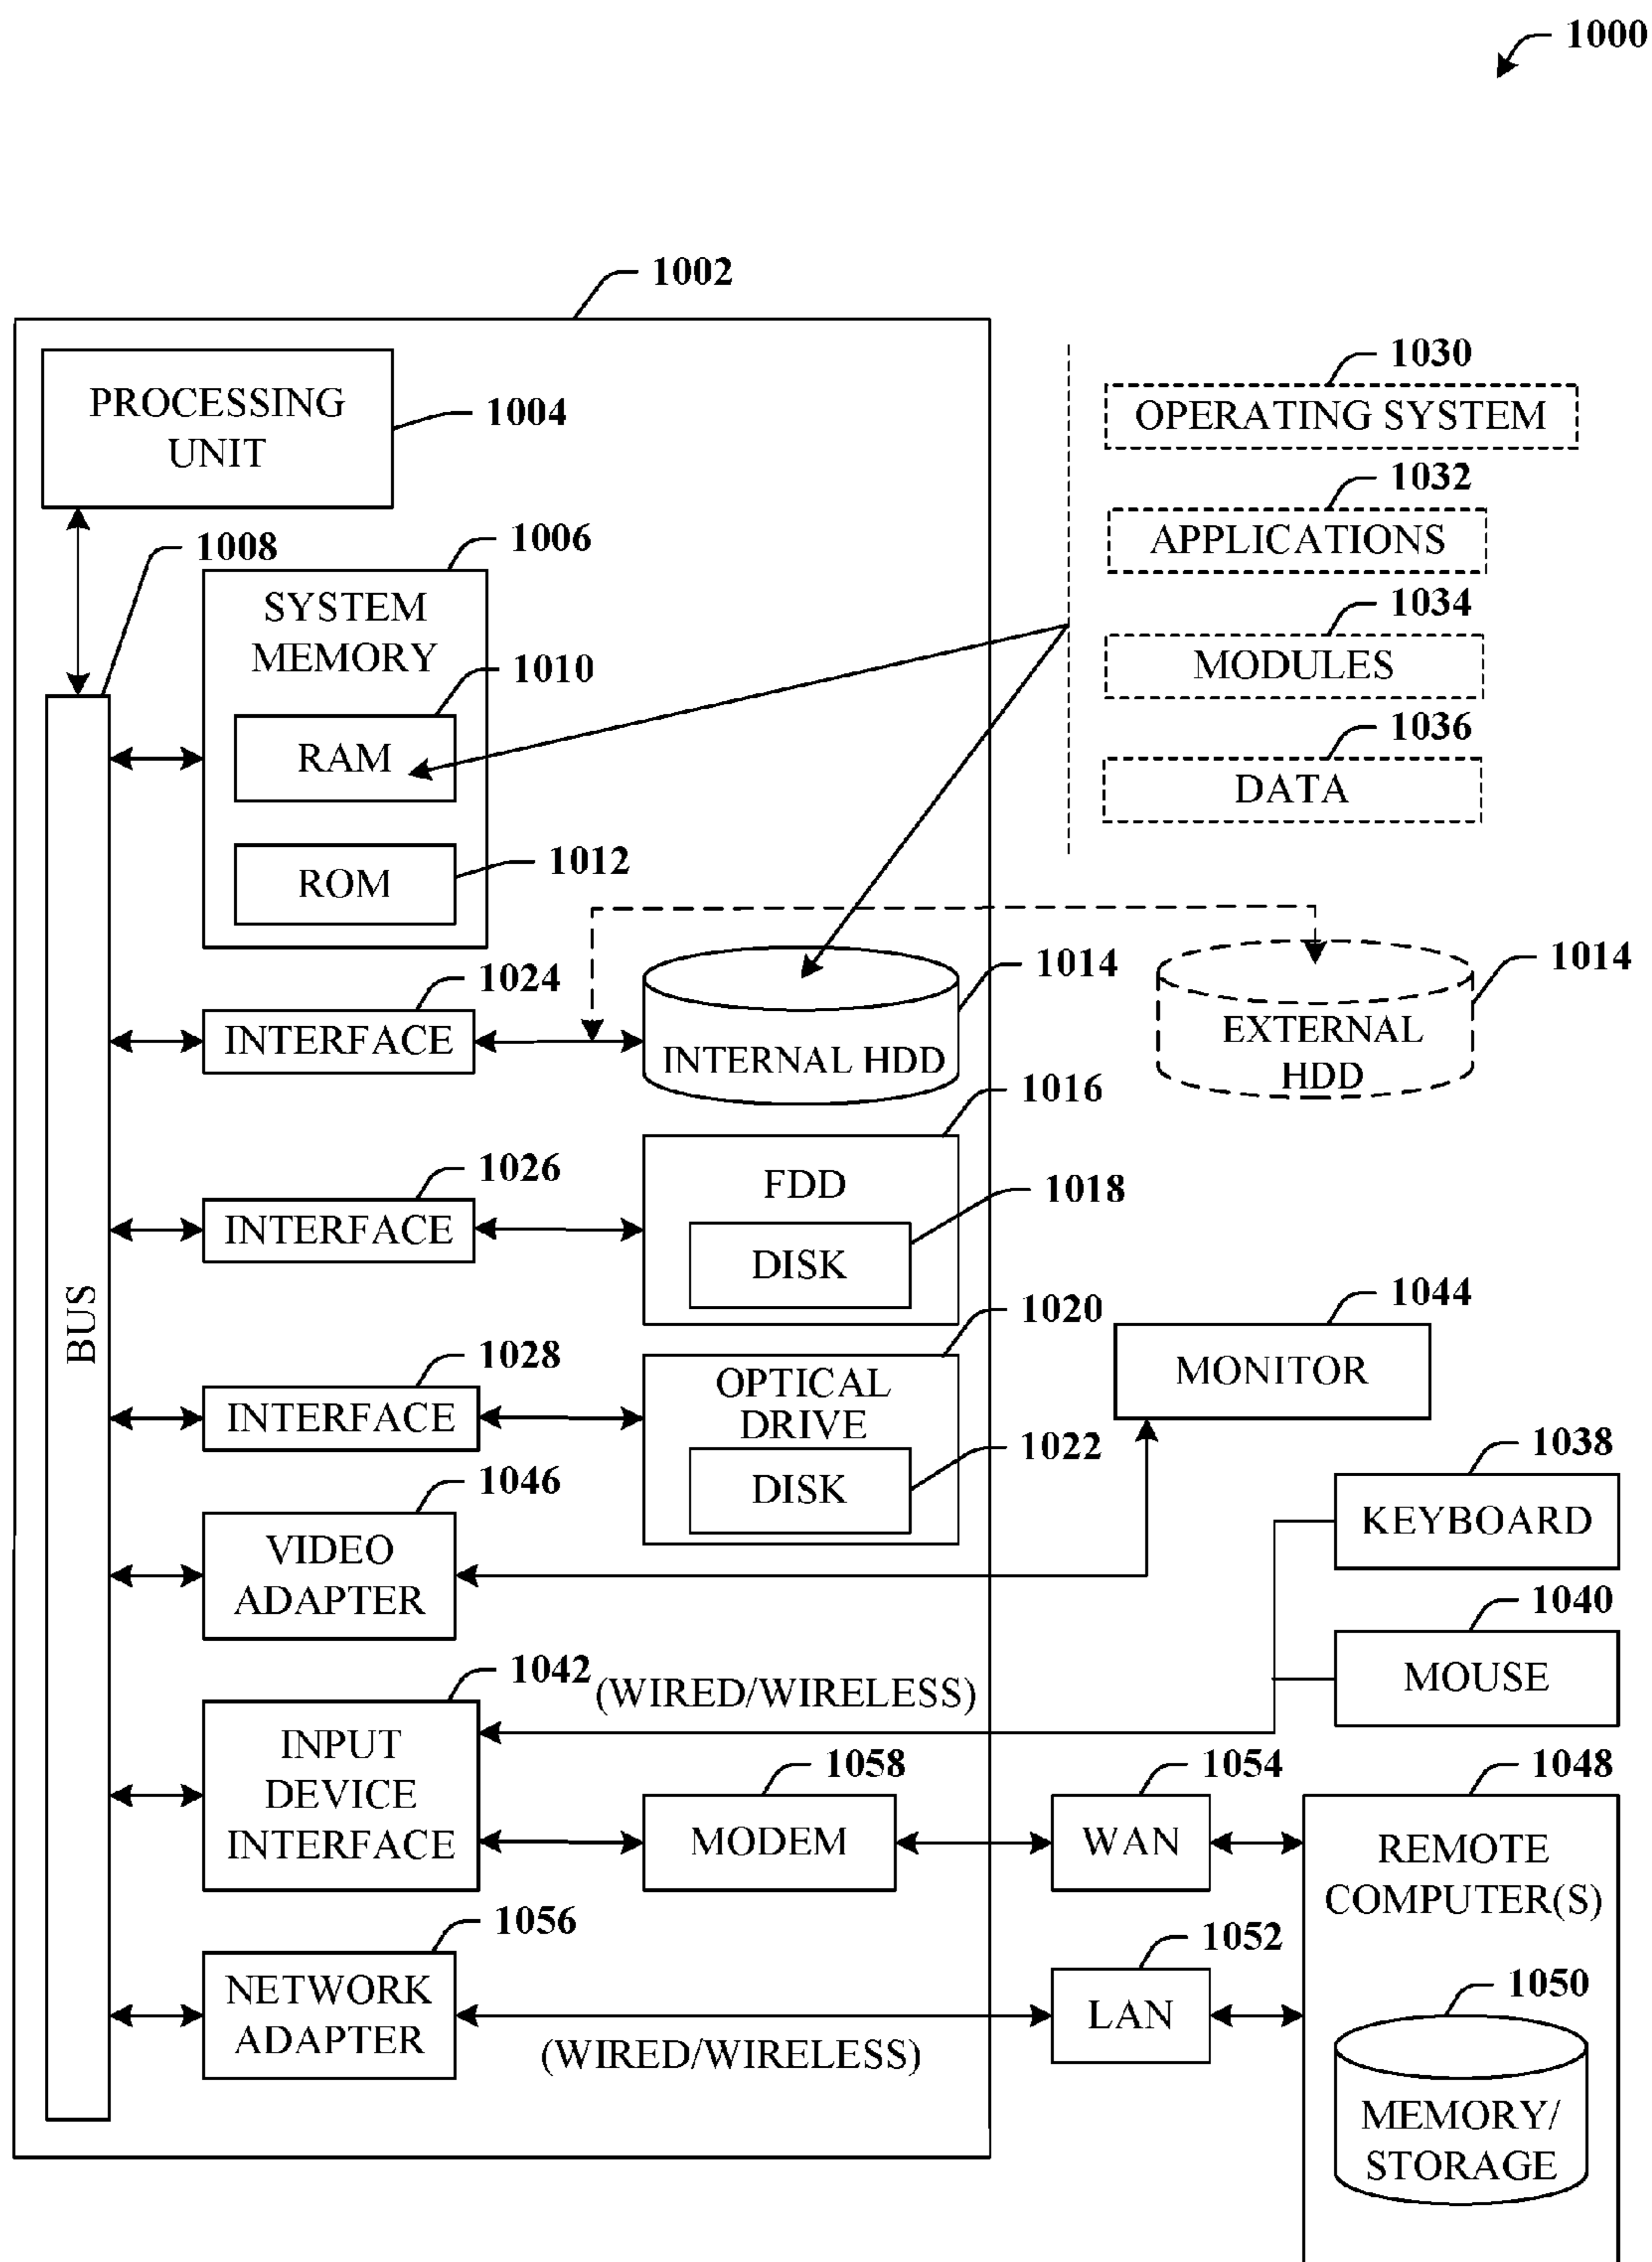 1000
1002
PROCESSING
UNIT
1004
1030
OPERATING SYSTEM
1032
APPLICATIONS
1034
MODULES
1036
DATA
1008
1006
SYSTEM
MEMORY
1010
RAM
1012
ROM
1024
INTERFACE
1014
INTERNAL HDD
1014
EXTERNAL
HDD
1016
1026
INTERFACE
FDD
1018
DISK
BUS
1020
1028
INTERFACE
OPTICAL
DRIVE
1022
DISK
1044
MONITOR
1046
VIDEO
ADAPTER
1038
KEYBOARD
1040
MOUSE
1042
(WIRED/WIRELESS)
INPUT
DEVICE
INTERFACE
1058
MODEM
1054
WAN
1048
REMOTE
COMPUTER(S)
1056
NETWORK
ADAPTER
(WIRED/WIRELESS)
1052
LAN
1050
MEMORY/
STORAGE